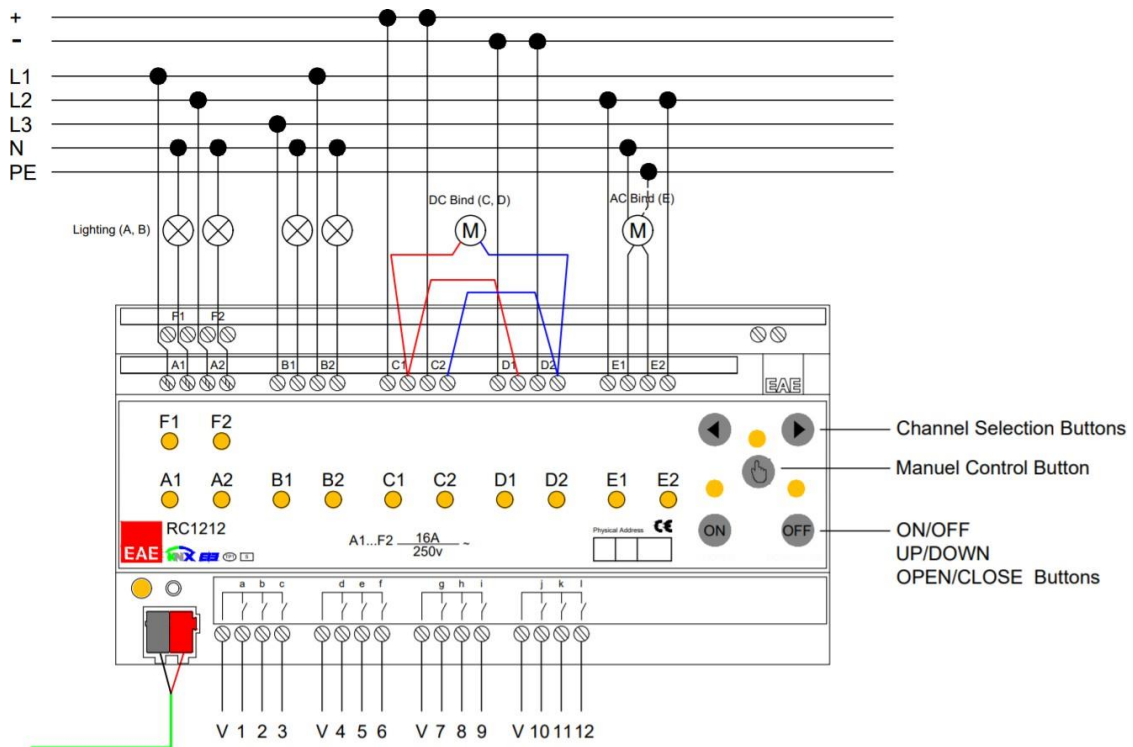 +
-
L1
L2
L3
N
PE
DC Bind (C, D)
AC Bind (E)
Lighting (A, B)
M
M
F1 F2
A1 A2 B1 B2 C1 C2 D1 D2 E1 E2
EAE
F1 F2
Channel Selection Buttons
Manuel Control Button
A1 A2 B1 B2 C1 C2 D1 D2 E1 E2
RC1212
EAE KNX EIB
A1...F2 16A ~
250v
Physical Address CE
ON OFF
ON/OFF
UP/DOWN
OPEN/CLOSE Buttons
a b c d e f g h i j k l
V 1 2 3 V 4 5 6 V 7 8 9 V 10 11 12